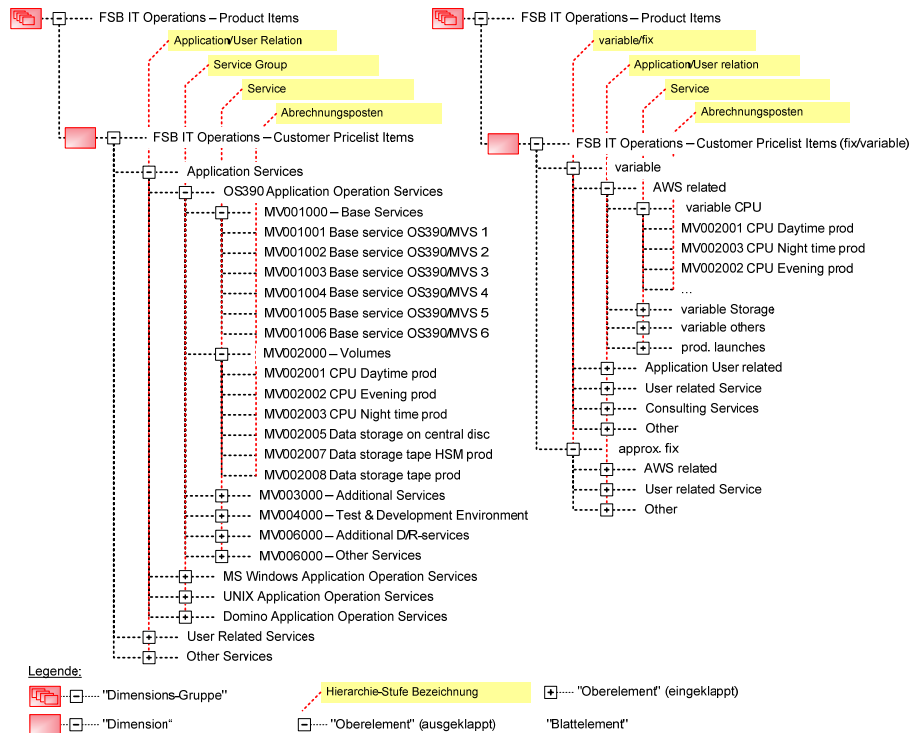 FSB IT Operations – Product Items
Application/User Relation
Service Group
Service
Abrechnungsposten
FSB IT Operations – Customer Pricelist Items
Application Services
OS390 Application Operation Services
MV001000 – Base Services
MV001001 Base service OS390/MVS 1
MV001002 Base service OS390/MVS 2
MV001003 Base service OS390/MVS 3
MV001004 Base service OS390/MVS 4
MV001005 Base service OS390/MVS 5
MV001006 Base service OS390/MVS 6
MV002000 – Volumes
MV002001 CPU Daytime prod
MV002002 CPU Evening prod
MV002003 CPU Night time prod
MV002005 Data storage on central disc
MV002007 Data storage tape HSM prod
MV002008 Data storage tape prod
MV003000 – Additional Services
MV004000 – Test & Development Environment
MV006000 – Additional D/R-services
MV006000 – Other Services
MS Windows Application Operation Services
UNIX Application Operation Services
Domino Application Operation Services
User Related Services
Other Services
FSB IT Operations – Product Items
variable/fix
Application/User relation
Service
Abrechnungsposten
FSB IT Operations – Customer Pricelist Items (fix/variable)
variable
AWS related
variable CPU
MV002001 CPU Daytime prod
MV002003 CPU Night time prod
MV002002 CPU Evening prod
...
variable Storage
variable others
prod. launches
Application User related
User related Service
Consulting Services
Other
approx. fix
AWS related
User related Service
Other
Legende:
"Dimensions-Gruppe"
Hierarchie-Stufe Bezeichnung
"Oberelement" (eingeklappt)
"Dimension"
"Oberelement" (ausgeklappt)
"Blattelement"